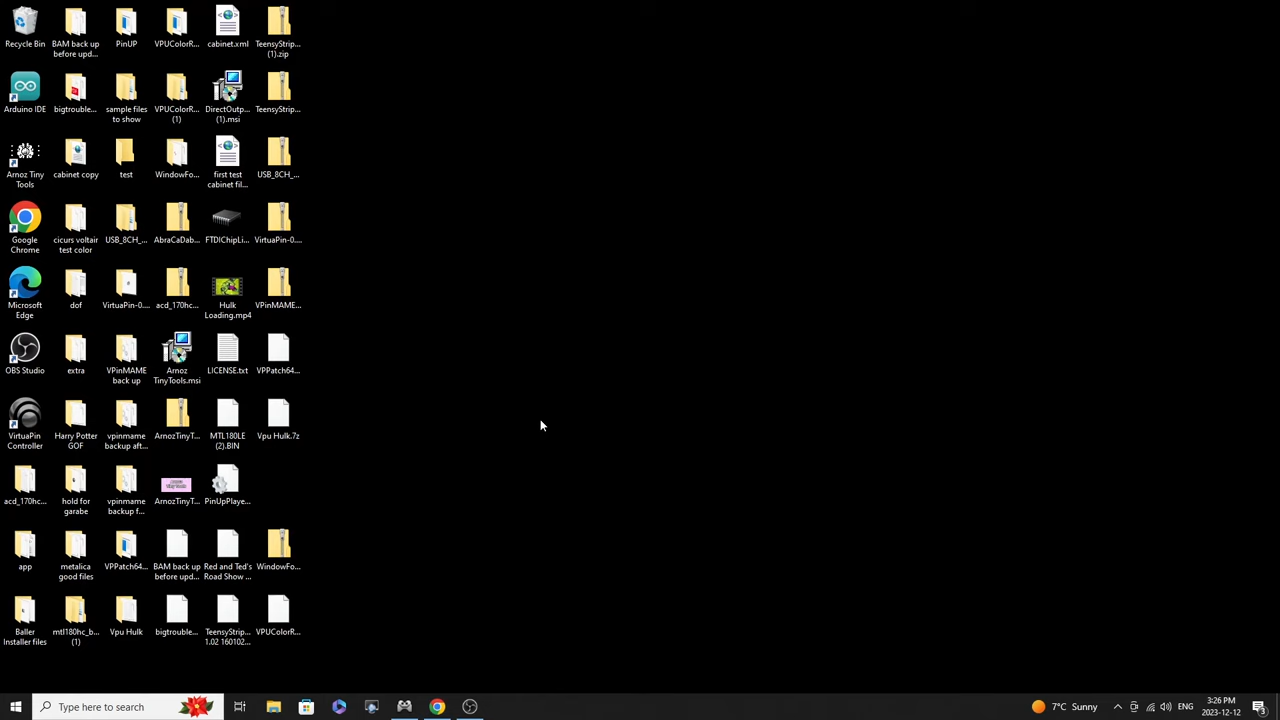 Recycle Bin
BAM back up
before upd...
PinUP
VPUColorR...
cabinet.xml
TeensyStrip...
(1).zip
Arduino IDE
bigtrouble...
sample files
to show
VPUColorR...
(1)
DirectOutp...
(1).msi
TeensyStrip...
Arnoz Tiny
Tools
cabinet copy
test
WindowFo...
first test
cabinet fil...
USB_8CH_...
Google
Chrome
cicurs voltair
test color
USB_8CH_...
AbraCaDab...
FTDIChipLi...
VirtuaPin-0....
Microsoft
Edge
dof
VirtuaPin-0....
acd_170hc...
Hulk
Loading.mp4
VPinMAME...
OBS Studio
extra
VPinMAME
back up
Arnoz
TinyTools.msi
LICENSE.txt
VPPatch64...
VirtuaPin
Controller
Harry Potter
GOF
vpinmame
backup aft...
ArnozTinyT...
MTL180LE
(2).BIN
Vpu Hulk.7z
acd_170hc...
hold for
garabe
vpinmame
backup f...
Arnoz
Tiny Tools
ArnozTinyT...
PinUpPlaye...
app
metalica
good files
VPPatch64...
BAM back up
before upd...
Red and Ted's
Road Show ...
WindowFo...
Baller
Installer files
mtl180hc_b...
(1)
Vpu Hulk
bigtrouble...
TeensyStrip...
1.02 160102...
VPUColorR...
Type here to search
7°C Sunny
ENG
3:26 PM
2023-12-12